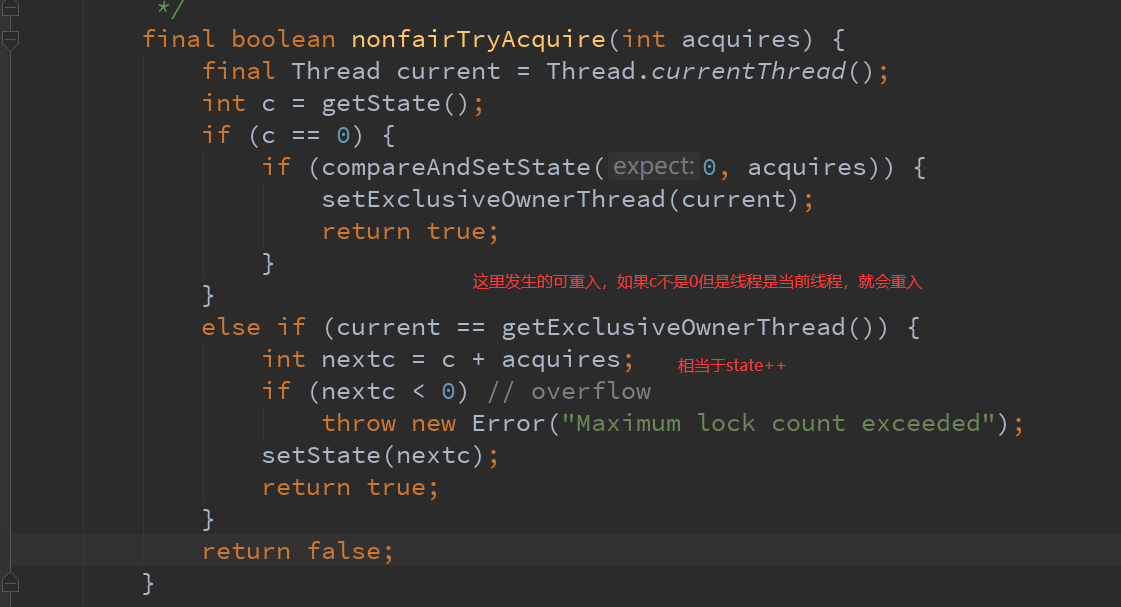 */
final boolean nonfairTryAcquire(int acquires) {
final Thread current = Thread.currentThread();
int c = getState();
if (c == 0) {
if (compareAndSetState( expect: 0, acquires)) {
setExclusiveOwnerThread(current);
return true;
}
这里发生的可重入，如果c不是0但是线程是当前线程，就会重入
}
else if (current == getExclusiveOwnerThread()) {
int nextc = c + acquires;
相当于state++
if (nextc < 0) // overflow
throw new Error("Maximum lock count exceeded");
setState(nextc);
return true;
}
return false;
}